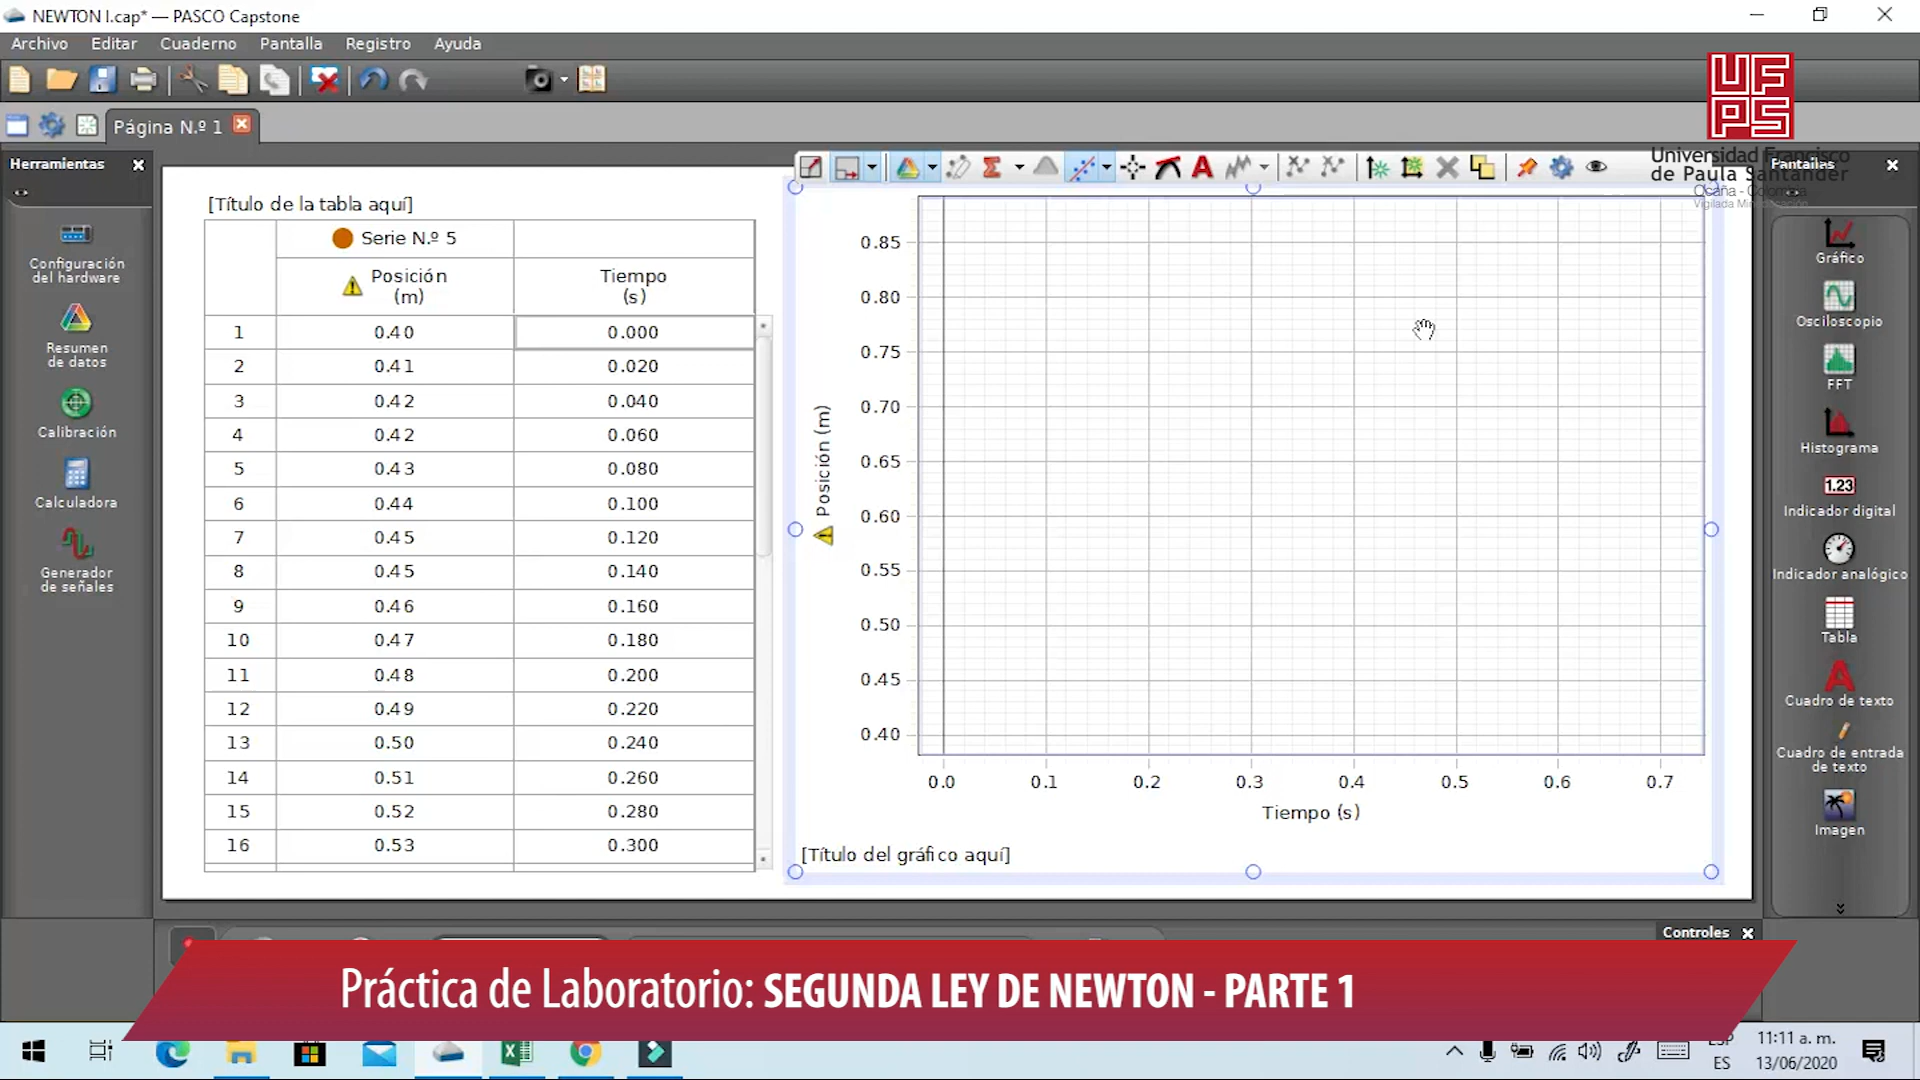 NEWTON I.cap* — PASCO Capstone
Archivo Editar Cuaderno Pantalla Registro Ayuda
UFPS
Página N.º 1
Herramientas
Universidad Francisco
de Paula Santander
Ocaña - Colombia
Pantallas
Configuración
del hardware
Resumen
de datos
Calibración
Calculadora
Generador
de señales
[Título de la tabla aquí]
Serie N.º 5
Posición
(m)
Tiempo
(s)
1 0.40 0.000
2 0.41 0.020
3 0.42 0.040
4 0.42 0.060
5 0.43 0.080
6 0.44 0.100
7 0.45 0.120
8 0.45 0.140
9 0.46 0.160
10 0.47 0.180
11 0.48 0.200
12 0.49 0.220
13 0.50 0.240
14 0.51 0.260
15 0.52 0.280
16 0.53 0.300
Posición (m)
0.85
0.80
0.75
0.70
0.65
0.60
0.55
0.50
0.45
0.40
0.0 0.1 0.2 0.3 0.4 0.5 0.6 0.7
Tiempo (s)
[Título del gráfico aquí]
Gráfico
Osciloscopio
FFT
Histograma
1.23
Indicador digital
Indicador analógico
Tabla
Cuadro de texto
Cuadro de entrada
de texto
Imagen
Controles
Práctica de Laboratorio: SEGUNDA LEY DE NEWTON - PARTE 1
ESP
ES
11:11 a. m.
13/06/2020